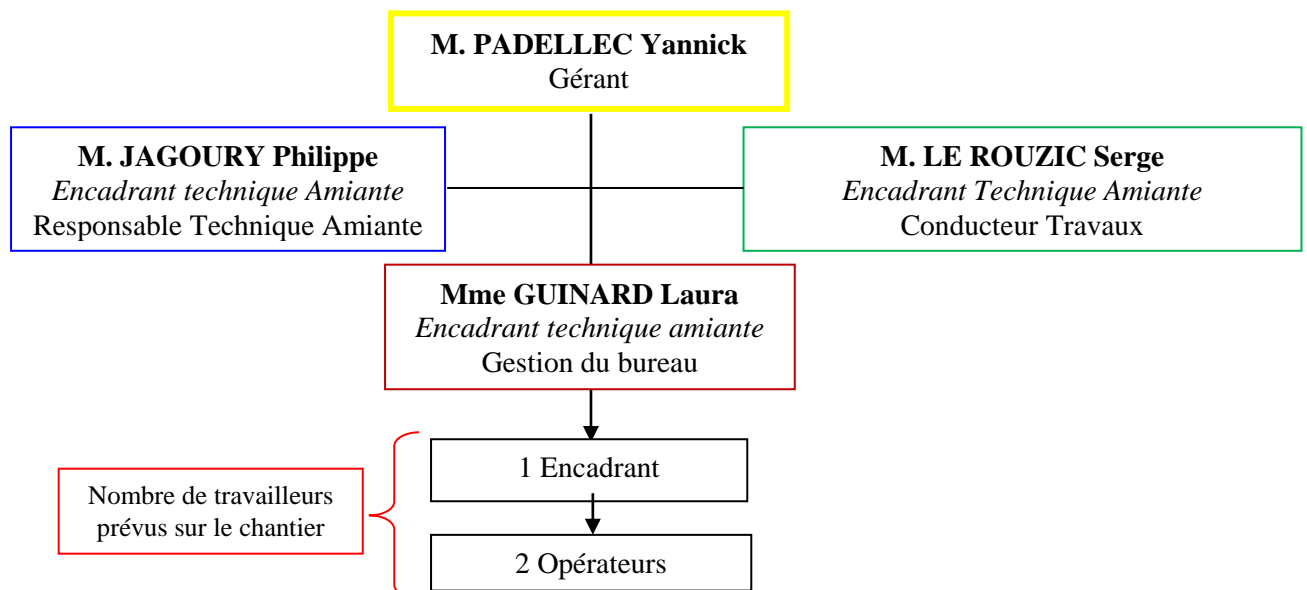 M. PADELLEC Yannick
Gérant
M. JAGOURY Philippe
Encadrant technique Amiante
Responsable Technique Amiante
M. LE ROUZIC Serge
Encadrant Technique Amiante
Conducteur Travaux
Mme GUINARD Laura
Encadrant technique amiante
Gestion du bureau
1 Encadrant
Nombre de travailleurs
prévus sur le chantier
2 Opérateurs